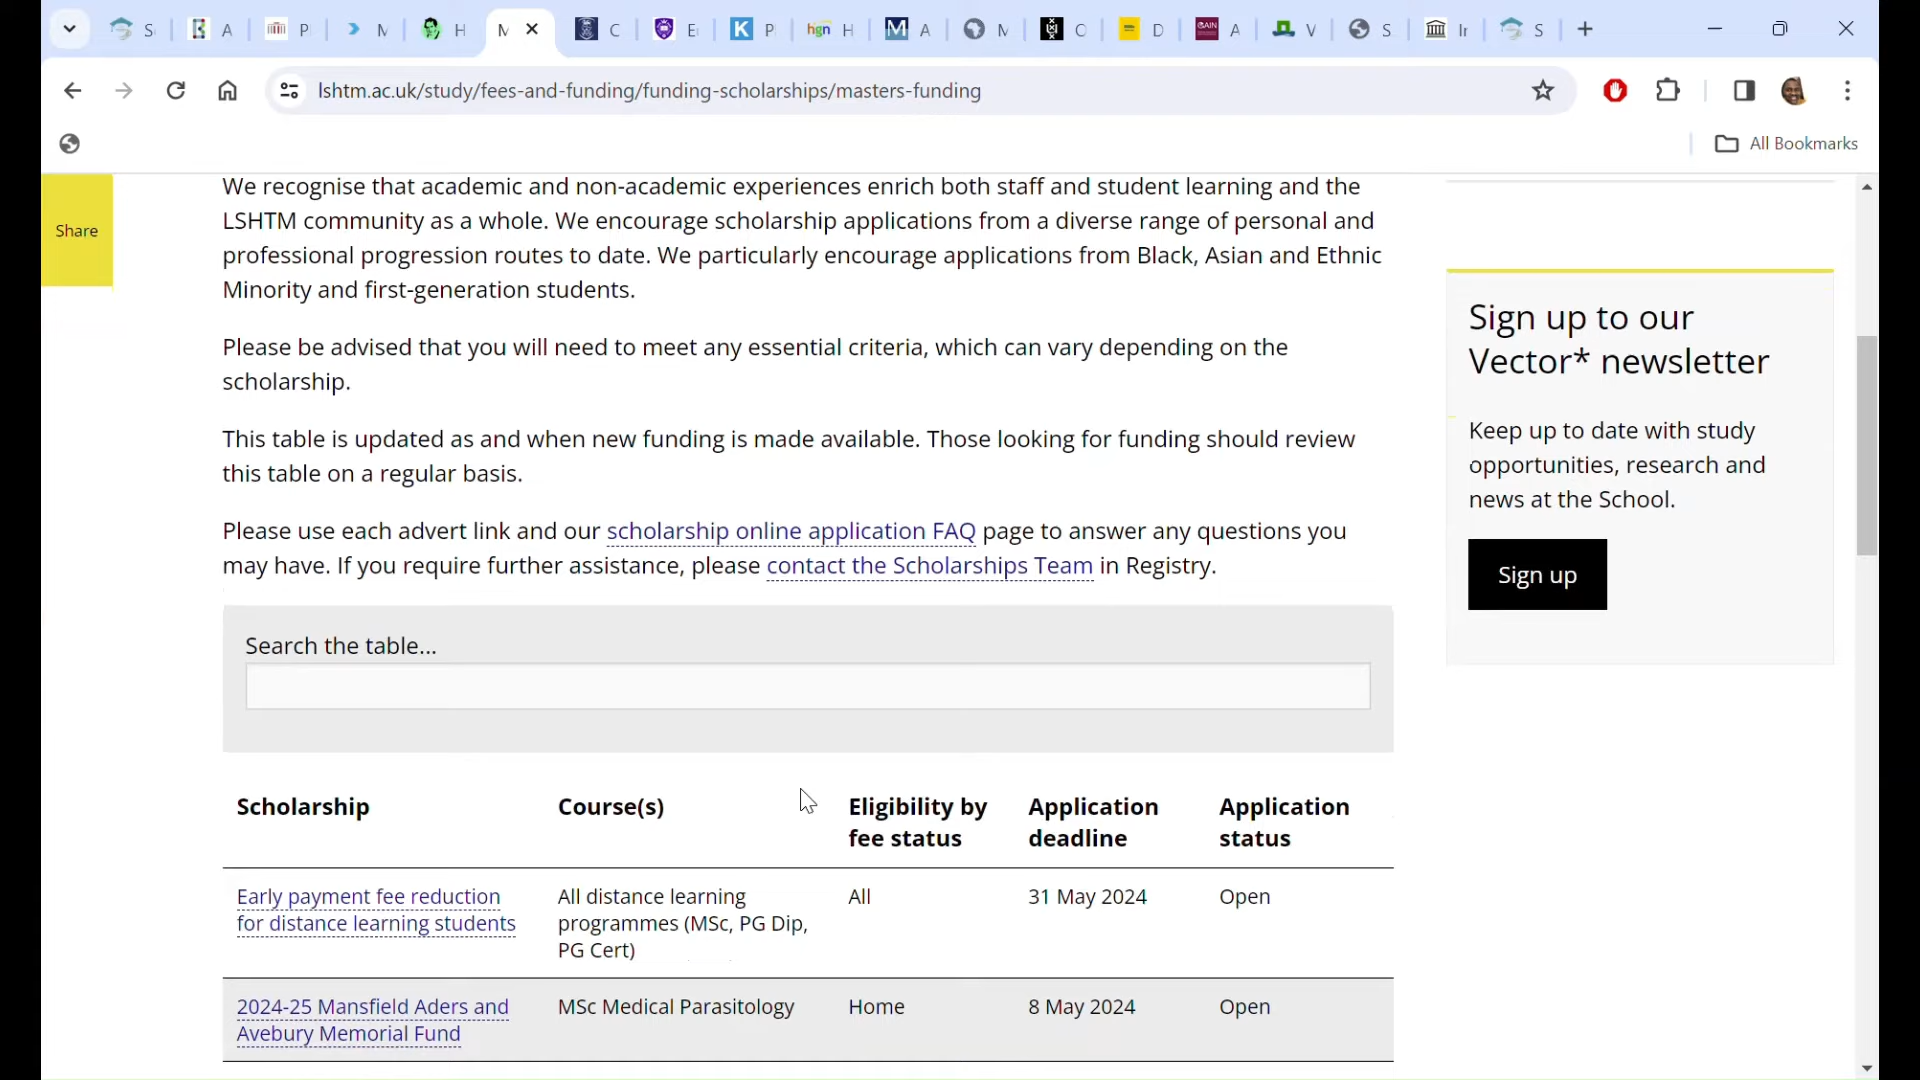 S
A
P
M
H
M
C
E
P
hgn H
A
M
C
D
GAIN A
V
S
Ir
S
lshtm.ac.uk/study/fees-and-funding/funding-scholarships/masters-funding
All Bookmarks
Share
We recognise that academic and non-academic experiences enrich both staff and student learning and the
LSHTM community as a whole. We encourage scholarship applications from a diverse range of personal and
professional progression routes to date. We particularly encourage applications from Black, Asian and Ethnic
Minority and first-generation students.
Please be advised that you will need to meet any essential criteria, which can vary depending on the
scholarship.
This table is updated as and when new funding is made available. Those looking for funding should review
this table on a regular basis.
Please use each advert link and our scholarship online application FAQ page to answer any questions you
may have. If you require further assistance, please contact the Scholarships Team in Registry.
Search the table...
Scholarship
Course(s)
Eligibility by
fee status
Application
deadline
Application
status
Early payment fee reduction
for distance learning students
All distance learning
programmes (MSc, PG Dip,
PG Cert)
All
31 May 2024
Open
2024-25 Mansfield Aders and
Avebury Memorial Fund
MSc Medical Parasitology
Home
8 May 2024
Open
Sign up to our
Vector* newsletter
Keep up to date with study
opportunities, research and
news at the School.
Sign up